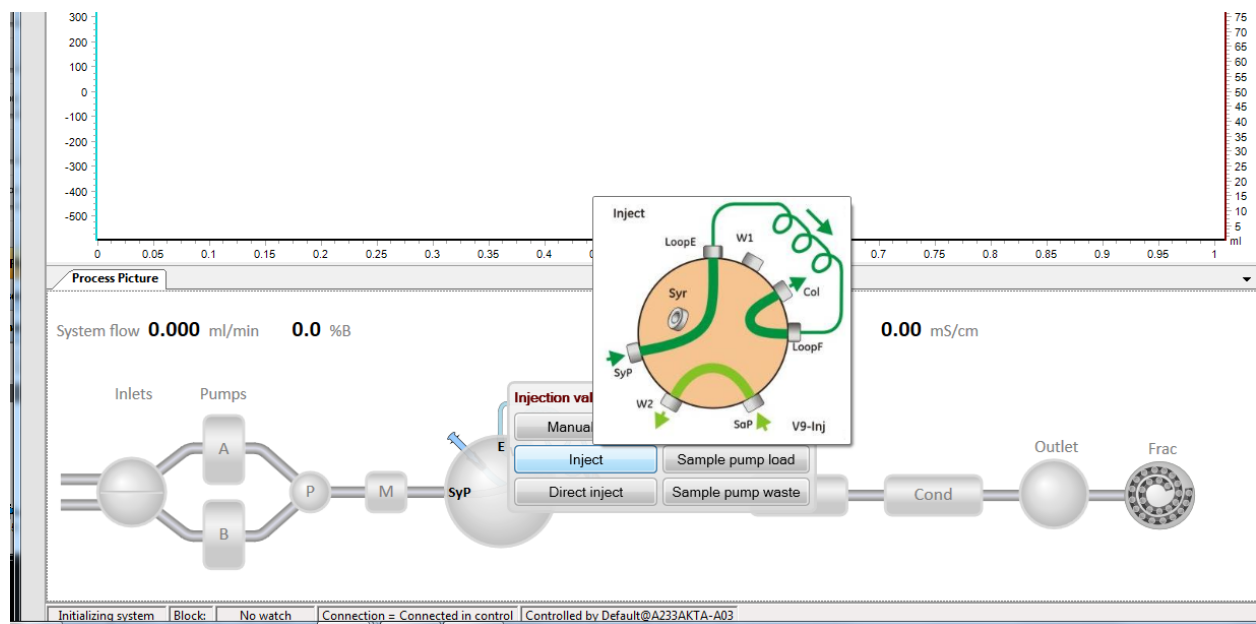 300
200
100
0
-100
-200
-300
-400
-500
75
70
65
60
55
50
45
40
35
30
25
20
15
10
5
ml
0 0.05 0.1 0.15 0.2 0.25 0.3 0.35 0.4 0.7 0.75 0.8 0.85 0.9 0.95 1
Process Picture
System flow 0.000 ml/min 0.0 %B 0.00 mS/cm
Inject
LoopE W1
Syr Col
LoopF
SyP
W2 SaP V9-Inj
Inlets Pumps
Injection val
Manual
Inject Sample pump load
Direct inject Sample pump waste
A
B
P M SyP E
Cond
Outlet Frac
Initializing system Block: No watch Connection = Connected in control Controlled by Default@A233AKTA-A03